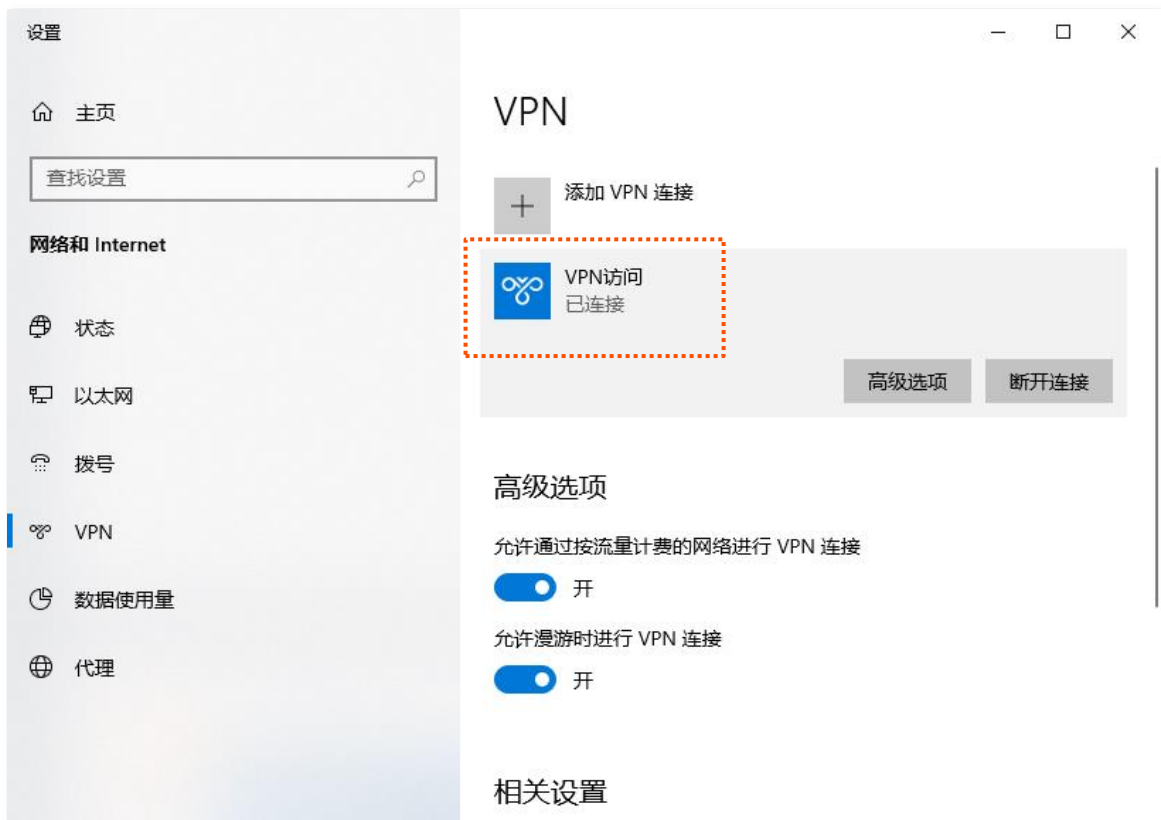 设置
主页
查找设置
网络和 Internet
状态
以太网
拨号
VPN
数据使用量
代理
VPN
添加 VPN 连接
VPN访问
已连接
高级选项
断开连接
高级选项
允许通过按流量计费的网络进行 VPN 连接
开
允许漫游时进行 VPN 连接
开
相关设置